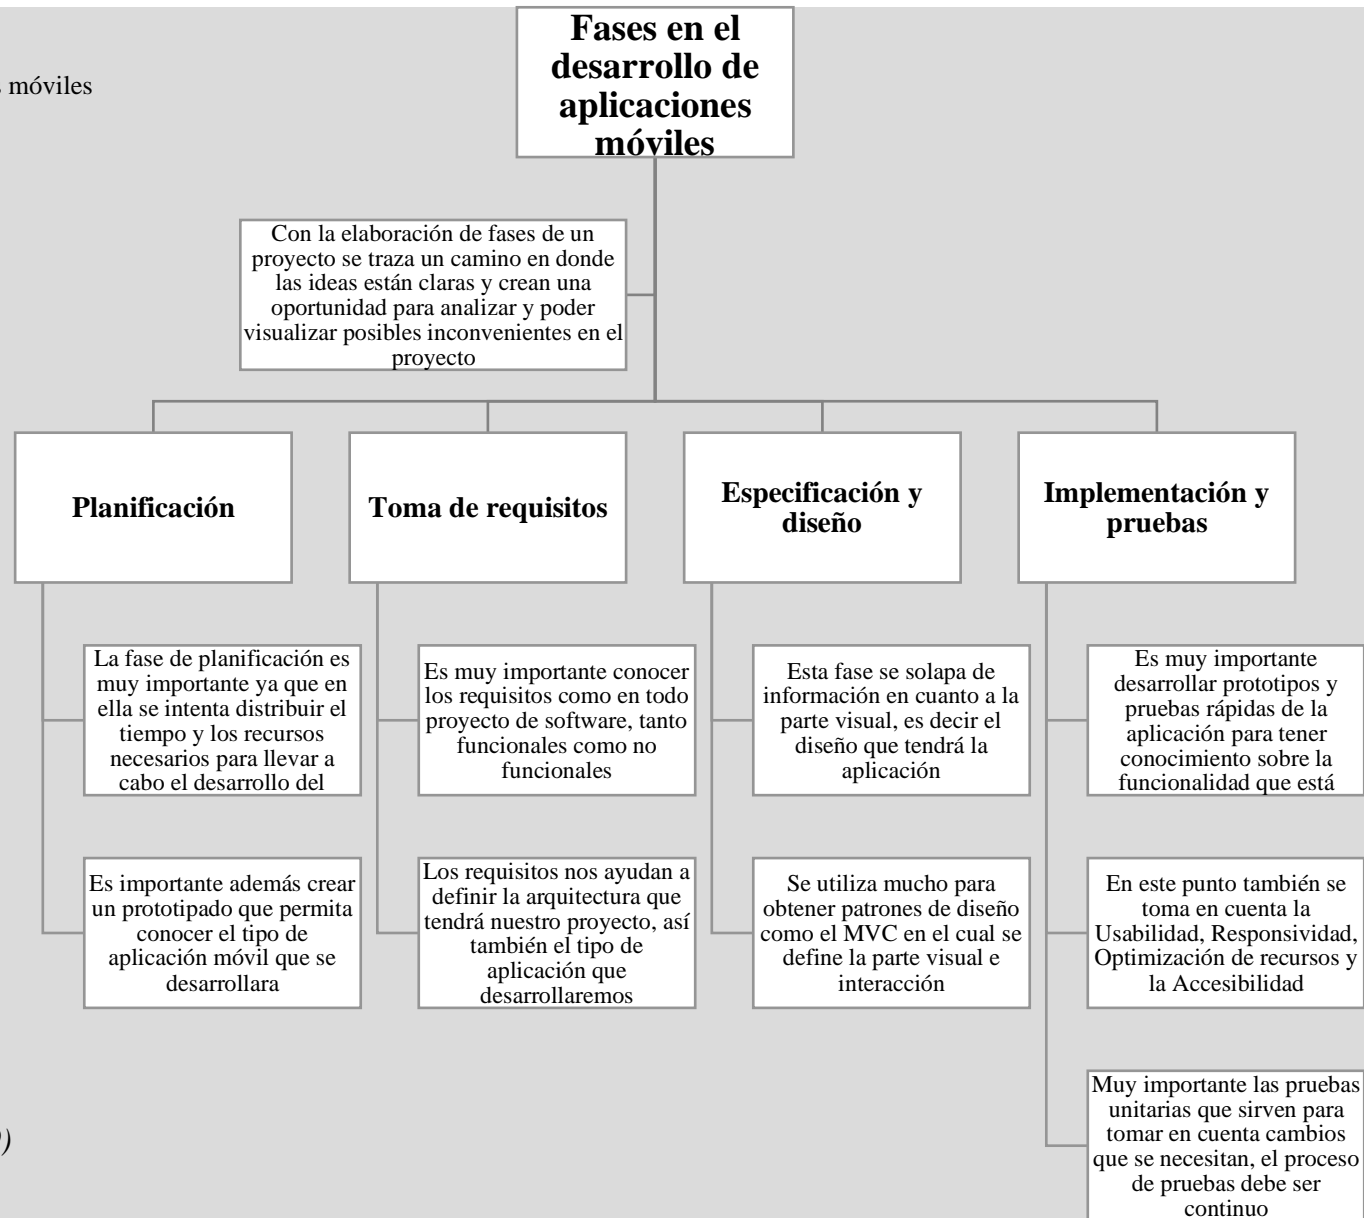 Fases en el
desarrollo de
aplicaciones
móviles
móviles
Con la elaboración de fases de un
proyecto se traza un camino en donde
las ideas están claras y crean una
oportunidad para analizar y poder
visualizar posibles inconvenientes en el
proyecto
Planificación
Toma de requisitos
Especificación y
diseño
Implementación y
pruebas
La fase de planificación es
muy importante ya que en
ella se intenta distribuir el
tiempo y los recursos
necesarios para llevar a
cabo el desarrollo del
Es muy importante conocer
los requisitos como en todo
proyecto de software, tanto
funcionales como no
funcionales
Esta fase se solapa de
información en cuanto a la
parte visual, es decir el
diseño que tendrá la
aplicación
Es muy importante
desarrollar prototipos y
pruebas rápidas de la
aplicación para tener
conocimiento sobre la
funcionalidad que está
Es importante además crear
un prototipado que permita
conocer el tipo de
aplicación móvil que se
desarrollara
Los requisitos nos ayudan a
definir la arquitectura que
tendrá nuestro proyecto, así
también el tipo de
aplicación que
desarrollaremos
Se utiliza mucho para
obtener patrones de diseño
como el MVC en el cual se
define la parte visual e
interacción
En este punto también se
toma en cuenta la
Usabilidad, Responsividad,
Optimización de recursos y
la Accesibilidad
Muy importante las pruebas
unitarias que sirven para
tomar en cuenta cambios
que se necesitan, el proceso
de pruebas debe ser
continuo